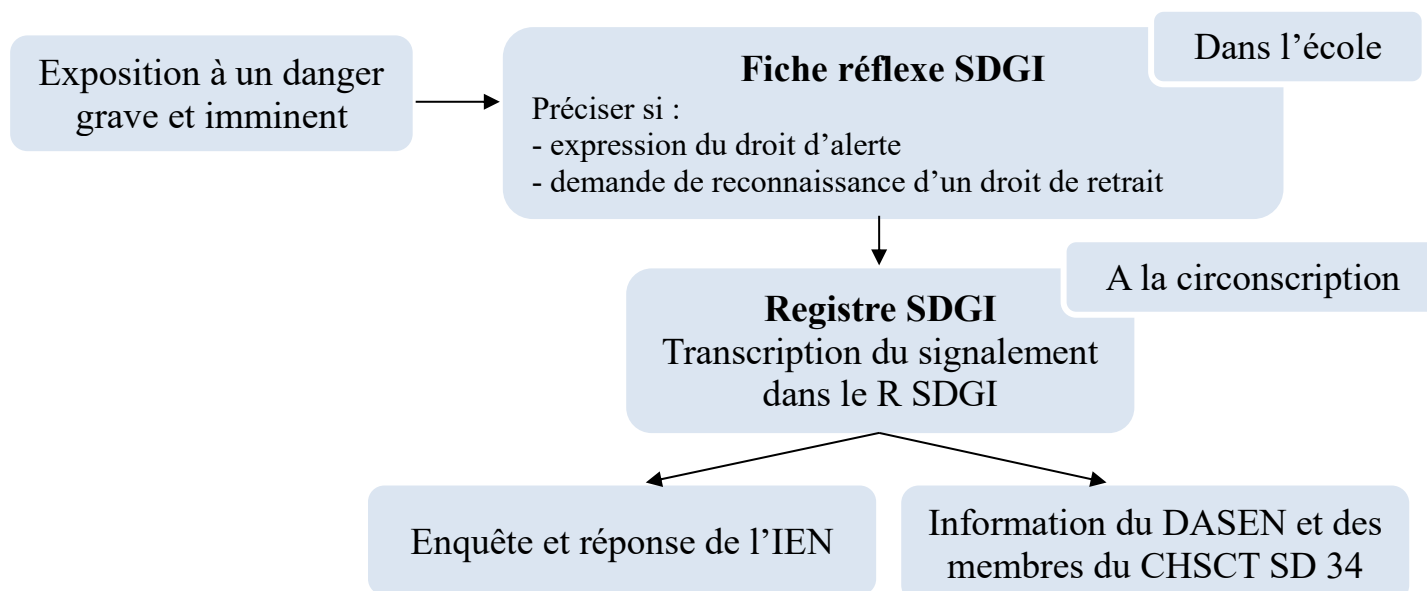 Exposition à un danger
grave et imminent
Fiche réflexe SDGI
Dans l’école
Préciser si :
- expression du droit d’alerte
- demande de reconnaissance d’un droit de retrait
A la circonscription
Registre SDGI
Transcription du signalement
dans le R SDGI
Enquête et réponse de l’IEN
Information du DASEN et des
membres du CHSCT SD 34